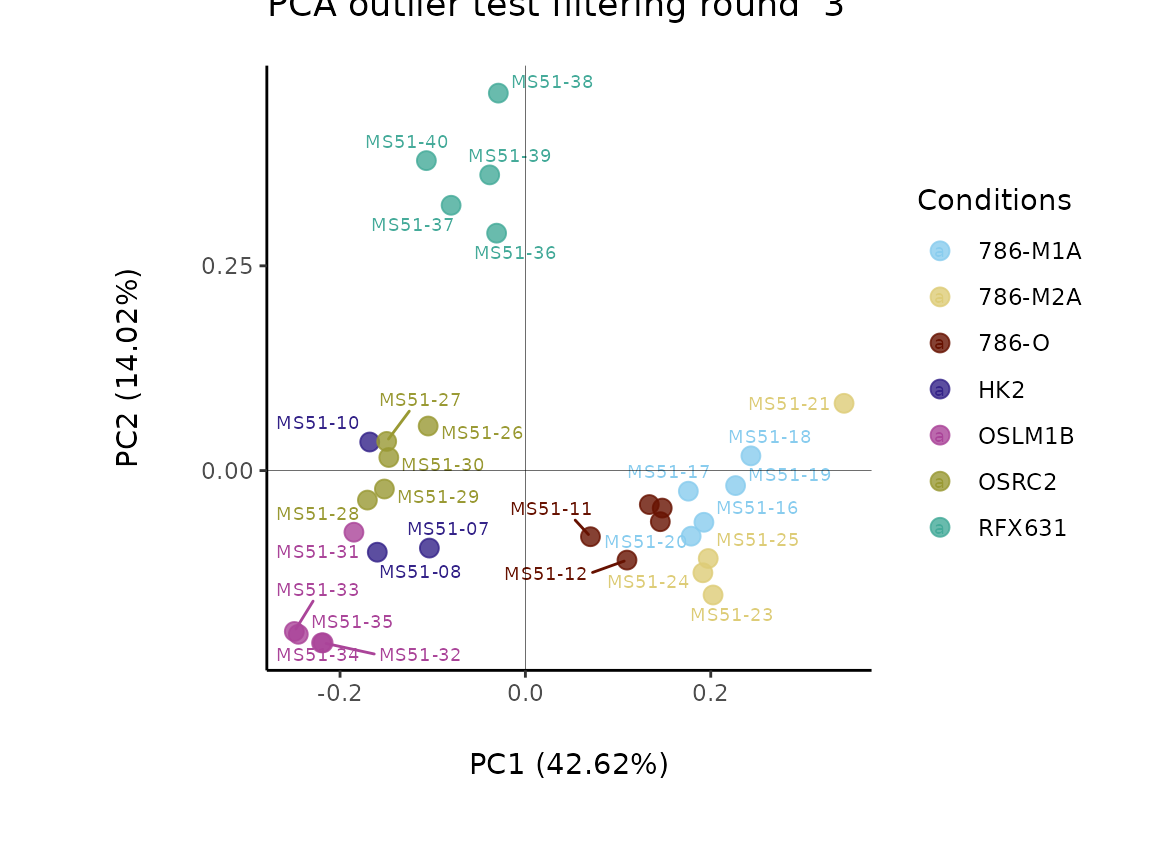 PCA outlier test filtering round 3
MS51-38
MS51-40
MS51-39
MS51-37
MS51-36
0.25
PC2 (14.02%)
MS51-27
MS51-10
MS51-26
MS51-30
0.00
MS51-29
MS51-28
MS51-07
MS51-31
MS51-08
MS51-33
MS51-35
MS51-34
MS51-32
MS51-21
MS51-18
MS51-17
MS51-19
MS51-11
MS51-16
MS51-20
MS51-25
MS51-12
MS51-24
MS51-23
-0.2
0.0
0.2
PC1 (42.62%)
Conditions
a 786-M1A
a 786-M2A
a 786-O
a HK2
a OSLM1B
a OSRC2
a RFX631